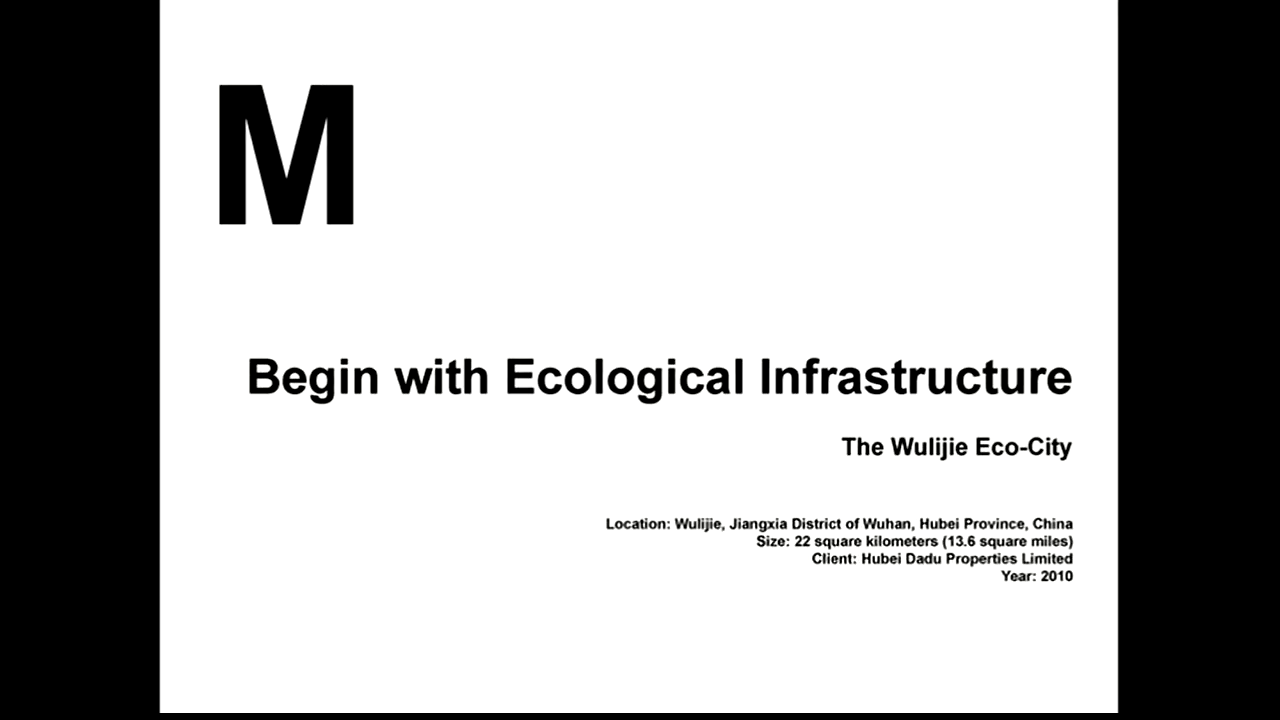 M
Begin with Ecological Infrastructure
The Wulijie Eco-City
Location: Wulijie, Jiangxia District of Wuhan, Hubei Province, China
Size: 22 square kilometers (13.6 square miles)
Client: Hubei Dadu Properties Limited
Year: 2010